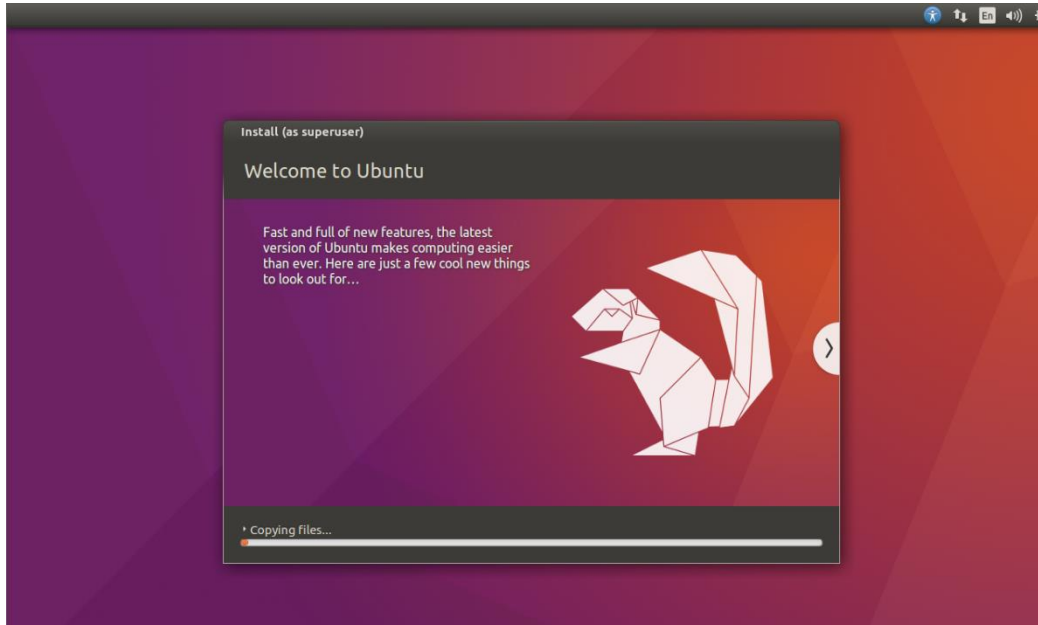 En
Install (as superuser)
Welcome to Ubuntu
Fast and full of new features, the latest
version of Ubuntu makes computing easier
than ever. Here are just a few cool new things
to look out for…
Copying files...